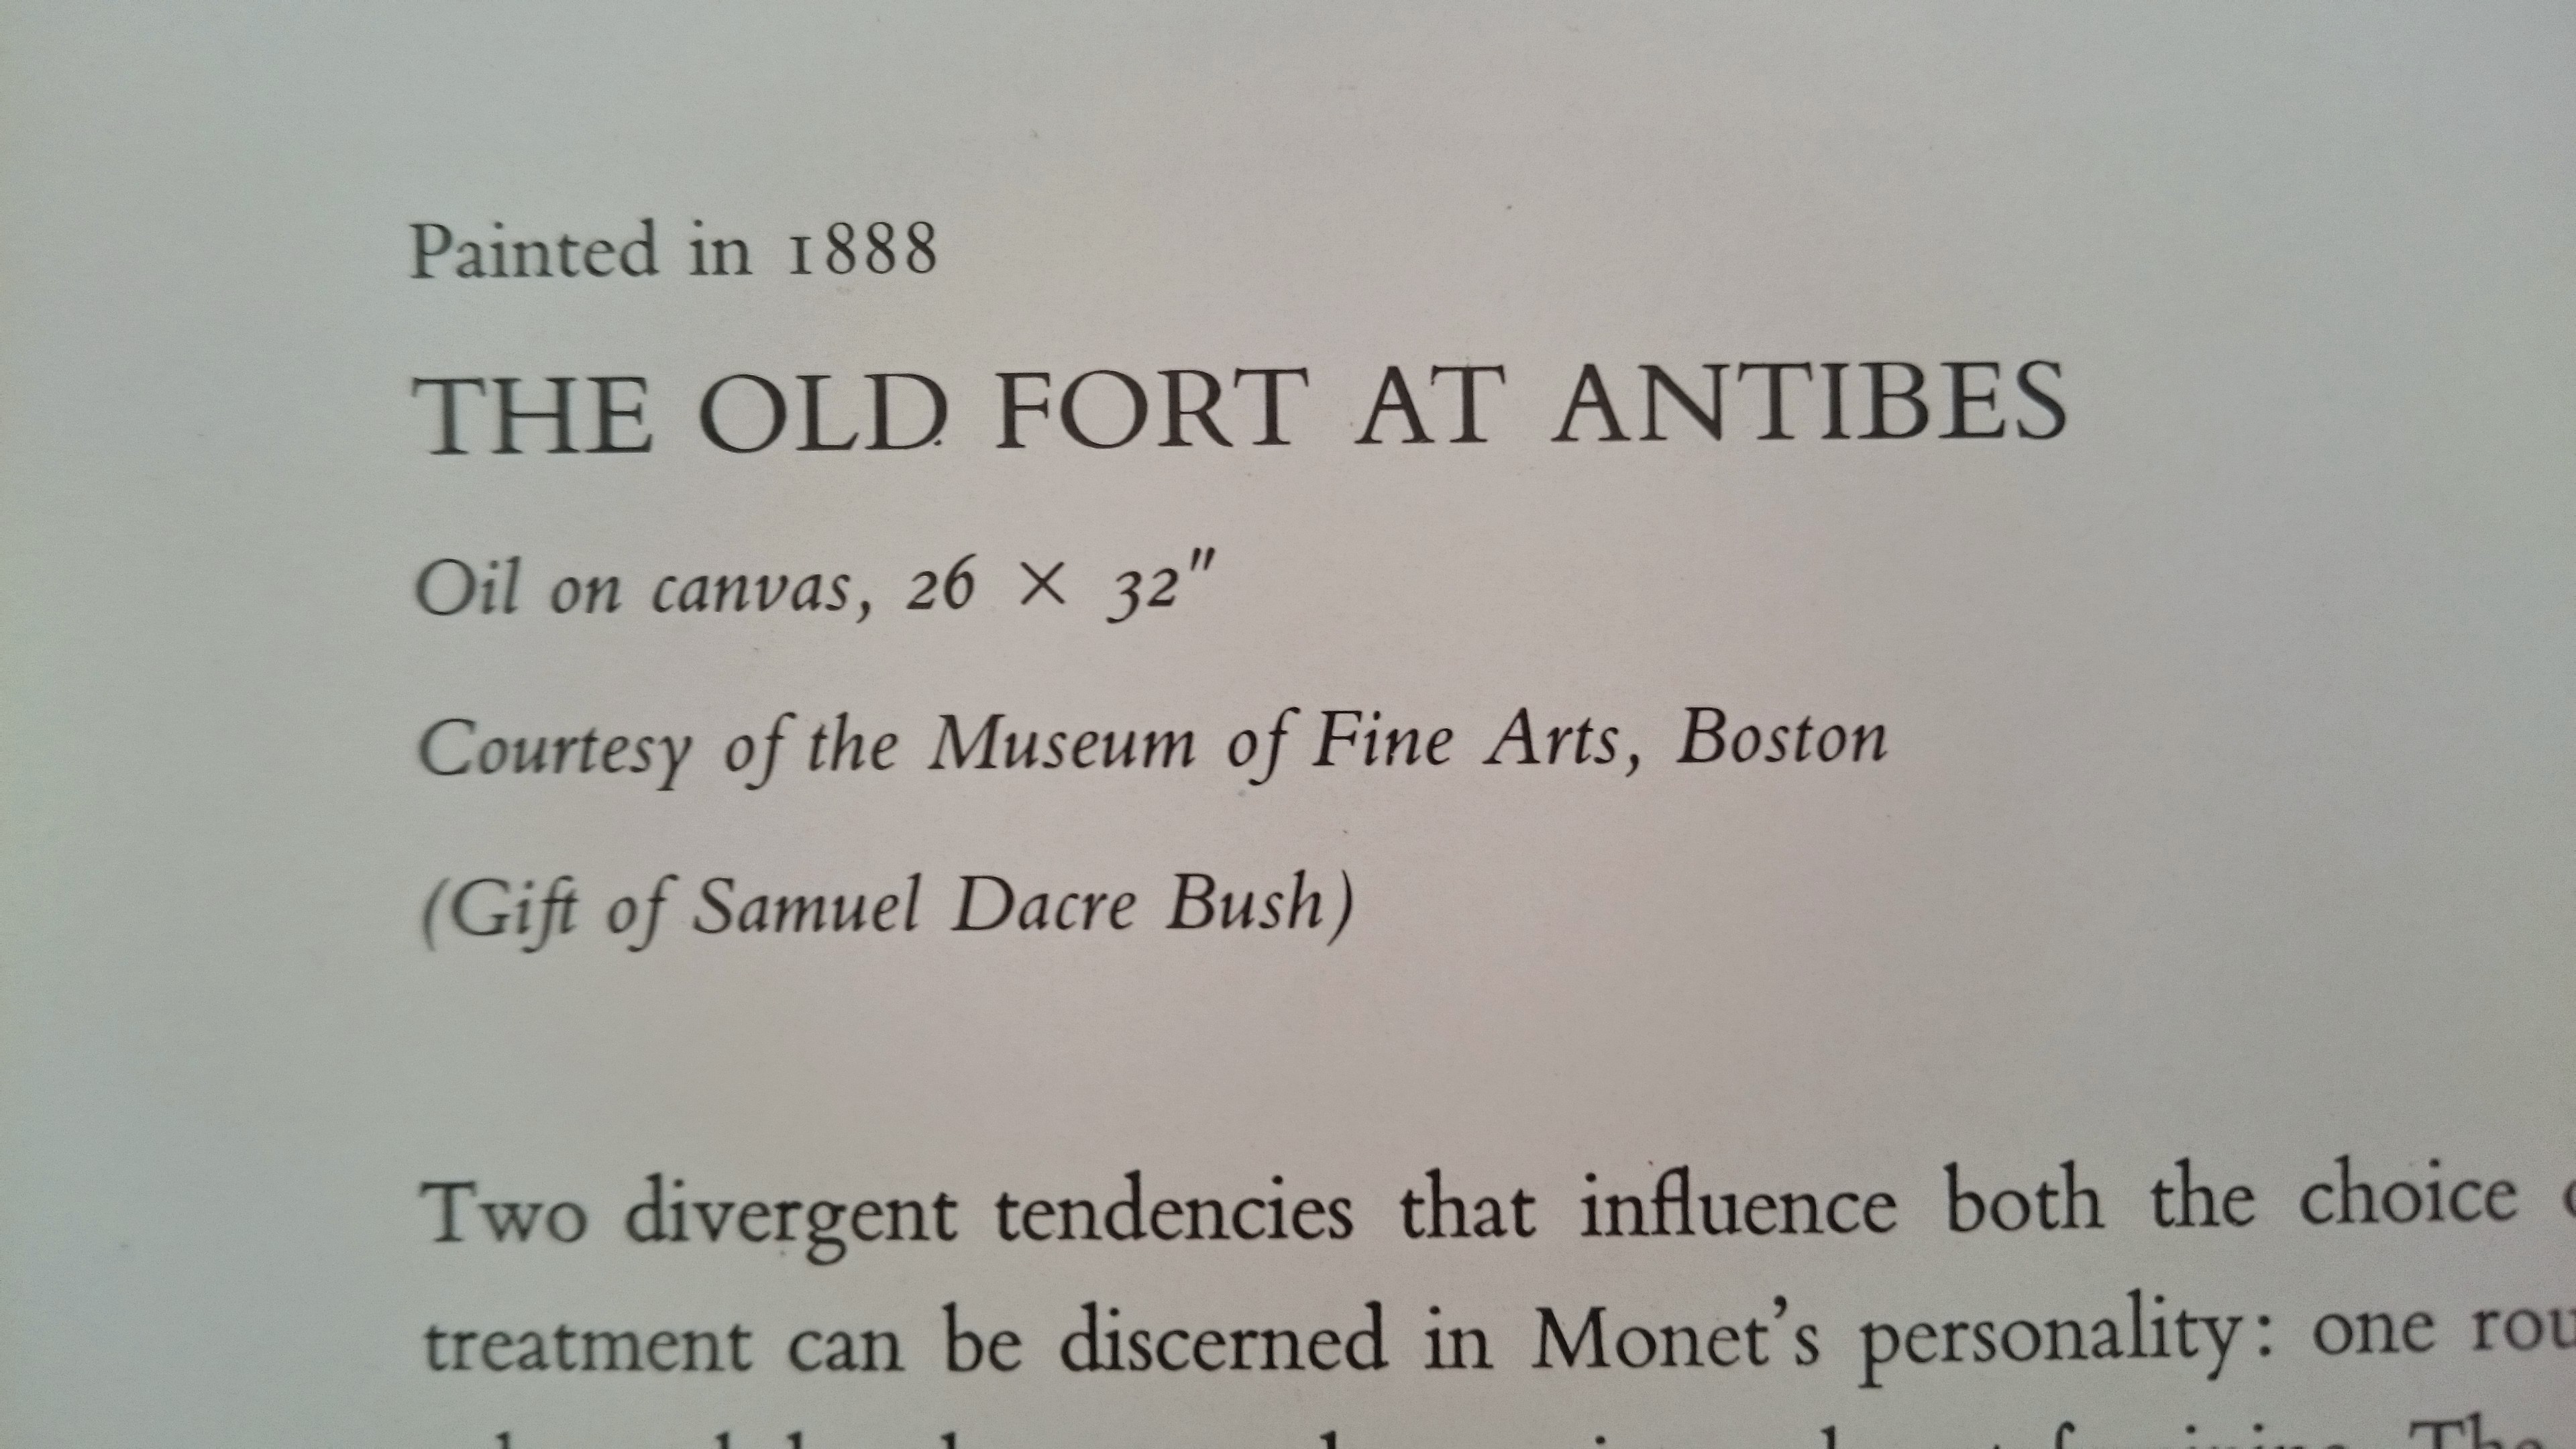 Painted in 1888
THE OLD FORT AT ANTIBES
Oil on canvas, 26 × 32"
Courtesy of the Museum of Fine Arts, Boston
(Gift of Samuel Dacre Bush)
Two divergent tendencies that influence both the choice
treatment can be discerned in Monet’s personality: one